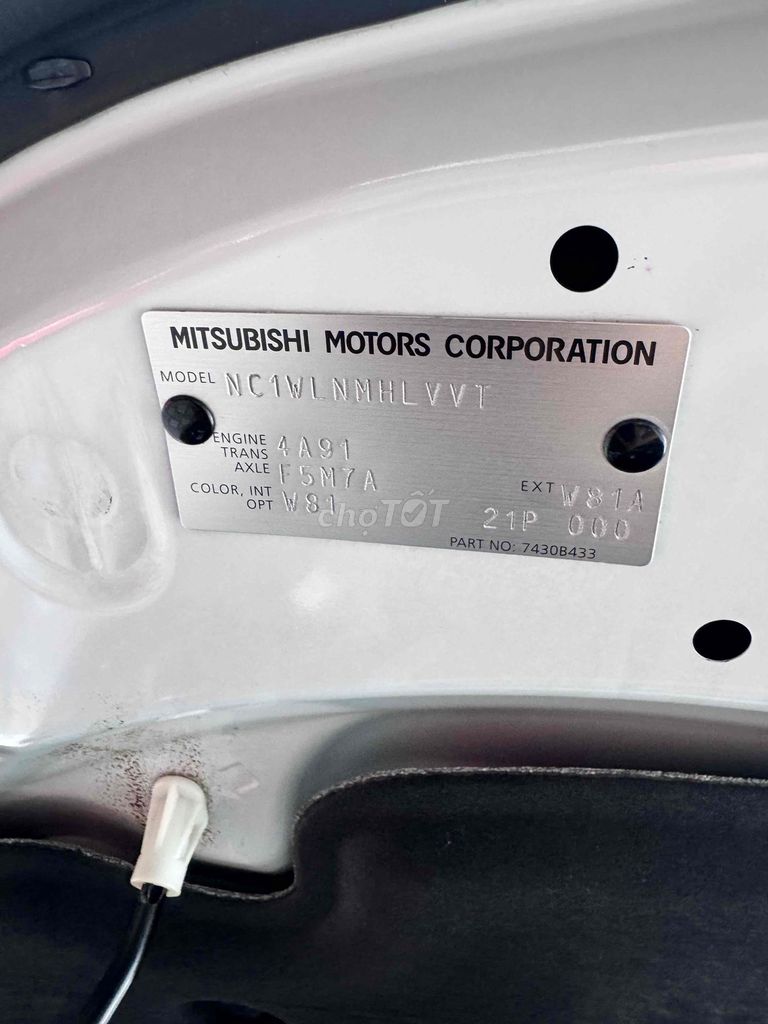 MITSUBISHI MOTORS CORPORATION
MODEL NC1WLNMHLVVT
ENGINE 4A91
TRANS
AXLE F5M7A
COLOR, INT W81 EXT W81A
OPT 21P 000
chợTỐT
PART NO: 7430B433